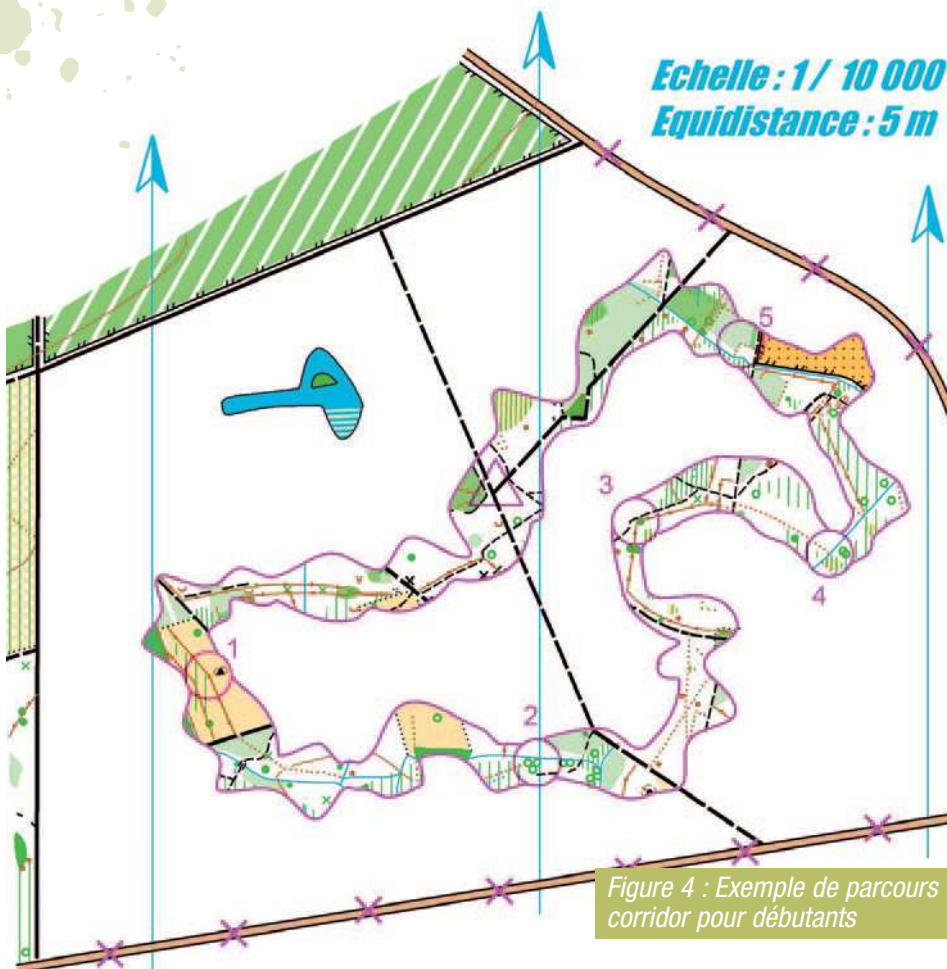 Echelle : 1 / 10 000
Equidistance : 5 m
5
3
4
1
2
Figure 4 : Exemple de parcours
corridor pour débutants